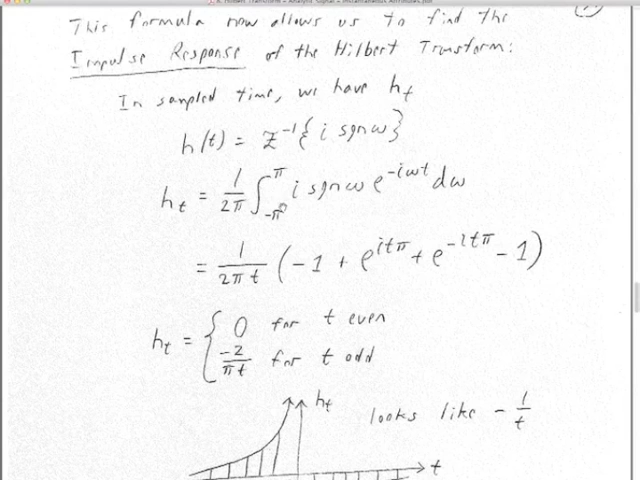 This formula now allows us to find the
Impulse Response of the Hilbert Transform:
In sampled time, we have h_t
h(t) = Z^{-1}{i sgn ω}
h_t = 1/2π ∫_{-π}^{π} i sgn ω e^{-iωt} dω
= 1/2πt (-1 + e^{itπ} + e^{-itπ} - 1)
h_t = { 0 for t even
-2/πt for t odd
h_t
looks like - 1/t
t